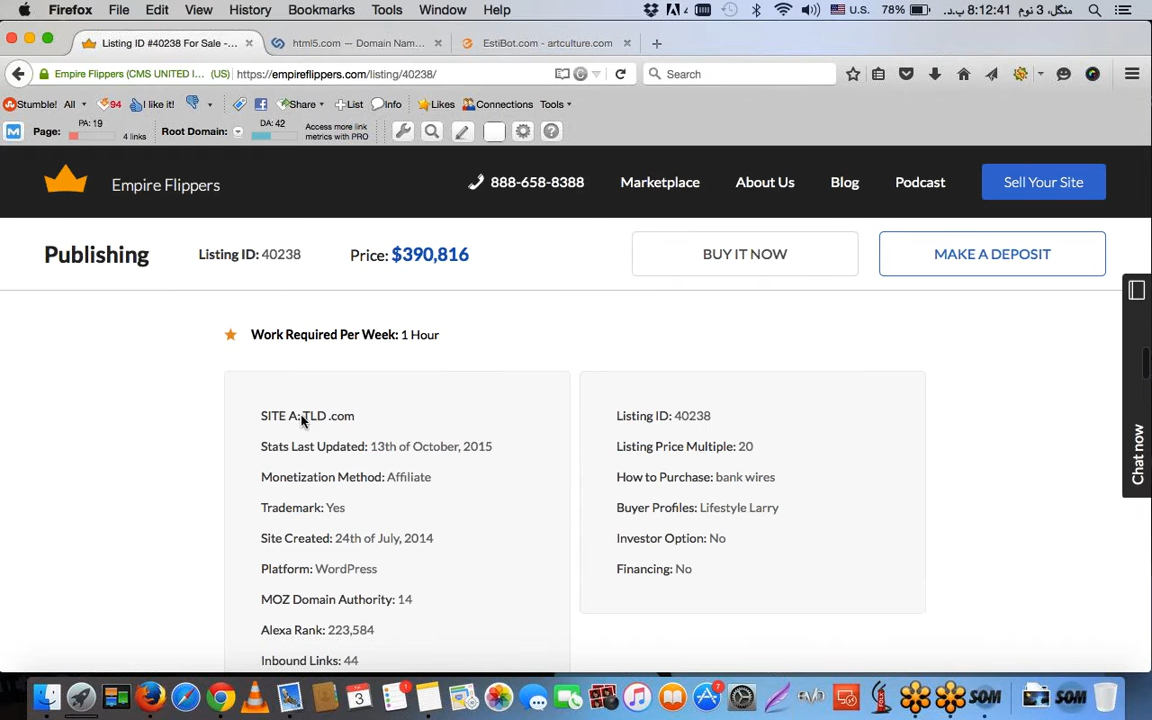 Firefox File Edit View History Bookmarks Tools Window Help 4 U.S. 78% منگل، 3 نوم 8:12:41 ب.د.
Listing ID #40238 For Sale -... × html5.com — Domain Nam... × EstiBot.com - artculture.com × +
Empire Flippers (CMS UNITED I... (US) https://empireflippers.com/listing/40238/ Search
Stumble! All 94 I like it! Share List Info Likes Connections Tools
Page: PA: 19 4 links Root Domain: DA: 42 Access more link metrics with PRO
Empire Flippers 888-658-8388 Marketplace About Us Blog Podcast Sell Your Site
Publishing Listing ID: 40238 Price: $390,816 BUY IT NOW MAKE A DEPOSIT
Work Required Per Week: 1 Hour
SITE A: TLD .com
Stats Last Updated: 13th of October, 2015
Monetization Method: Affiliate
Trademark: Yes
Site Created: 24th of July, 2014
Platform: WordPress
MOZ Domain Authority: 14
Alexa Rank: 223,584
Inbound Links: 44
Listing ID: 40238
Listing Price Multiple: 20
How to Purchase: bank wires
Buyer Profiles: Lifestyle Larry
Investor Option: No
Financing: No
Chat now
3
1
7
SOM
SOM